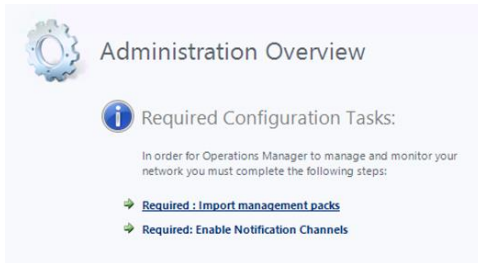 Administration Overview
Required Configuration Tasks:
In order for Operations Manager to manage and monitor your
network you must complete the following steps:
Required : Import management packs
Required: Enable Notification Channels